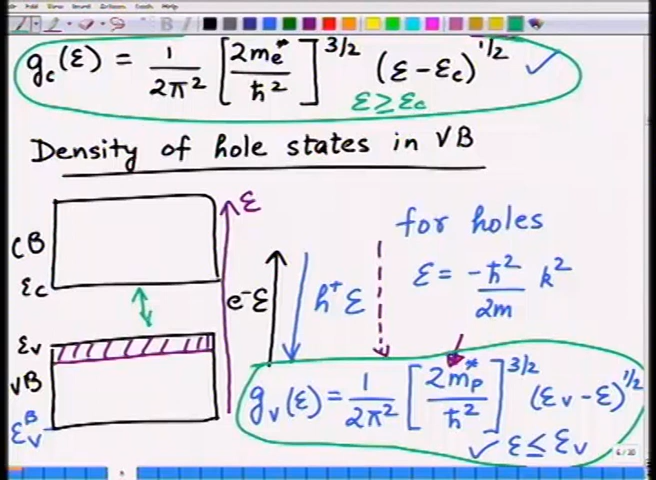 g_c(ε) = 1/2π² [2m_e*/ħ²]^3/2 (ε-ε_c)^1/2 ✓
ε≥ε_c
Density of hole states in VB
CB
ε_c
ε_v
VB
ε_v^B
ε
e⁻ε
h⁺ε
for holes
ε = -ħ²/2m k²
g_v(ε) = 1/2π² [2m_p*/ħ²]^3/2 (ε_v-ε)^1/2
✓ ε≤ε_v
6/20